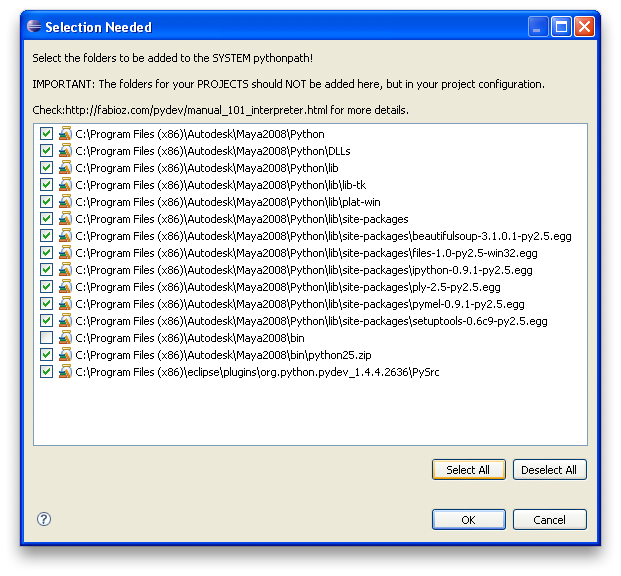 Selection Needed
Select the folders to be added to the SYSTEM pythonpath!
IMPORTANT: The folders for your PROJECTS should NOT be added here, but in your project configuration.
Check:http://fabioz.com/pydev/manual_101_interpreter.html for more details.
C:\Program Files (x86)\Autodesk\Maya2008\Python
C:\Program Files (x86)\Autodesk\Maya2008\Python\DLLs
C:\Program Files (x86)\Autodesk\Maya2008\Python\lib
C:\Program Files (x86)\Autodesk\Maya2008\Python\lib\lib-tk
C:\Program Files (x86)\Autodesk\Maya2008\Python\lib\plat-win
C:\Program Files (x86)\Autodesk\Maya2008\Python\lib\site-packages
C:\Program Files (x86)\Autodesk\Maya2008\Python\lib\site-packages\beautifulsoup-3.1.0.1-py2.5.egg
C:\Program Files (x86)\Autodesk\Maya2008\Python\lib\site-packages\files-1.0-py2.5-win32.egg
C:\Program Files (x86)\Autodesk\Maya2008\Python\lib\site-packages\ipython-0.9.1-py2.5.egg
C:\Program Files (x86)\Autodesk\Maya2008\Python\lib\site-packages\ply-2.5-py2.5.egg
C:\Program Files (x86)\Autodesk\Maya2008\Python\lib\site-packages\pymel-0.9.1-py2.5.egg
C:\Program Files (x86)\Autodesk\Maya2008\Python\lib\site-packages\setuptools-0.6c9-py2.5.egg
C:\Program Files (x86)\Autodesk\Maya2008\bin
C:\Program Files (x86)\Autodesk\Maya2008\bin\python25.zip
C:\Program Files (x86)\eclipse\plugins\org.python.pydev_1.4.4.2636\PySrc
Select All
Deselect All
?
OK
Cancel